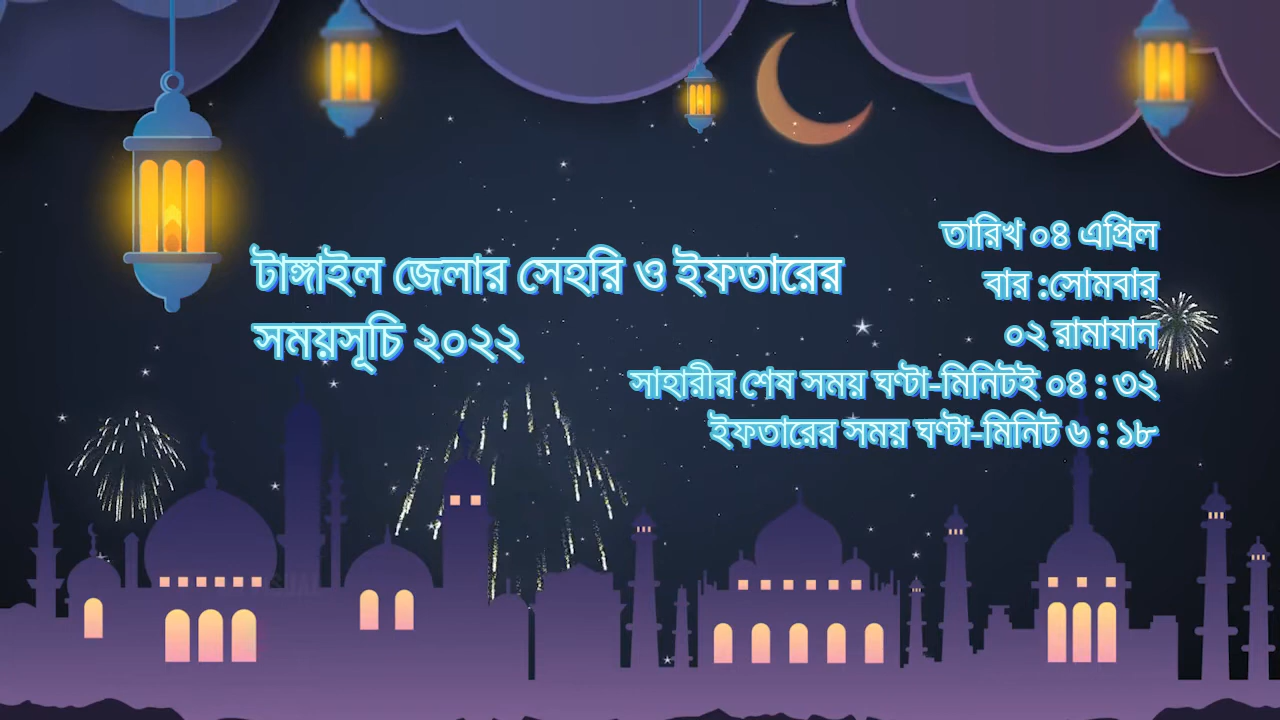 টাঙ্গাইল জেলার সেহরি ও ইফতারের
সময়সূচি ২০২২
তারিখ ০৪ এপ্রিল
বার :সোমবার
০২ রামাযান
সাহারীর শেষ সময় ঘণ্টা-মিনিটই ০৪ : ৩২
ইফতারের সময় ঘণ্টা-মিনিট ৬ : ১৮